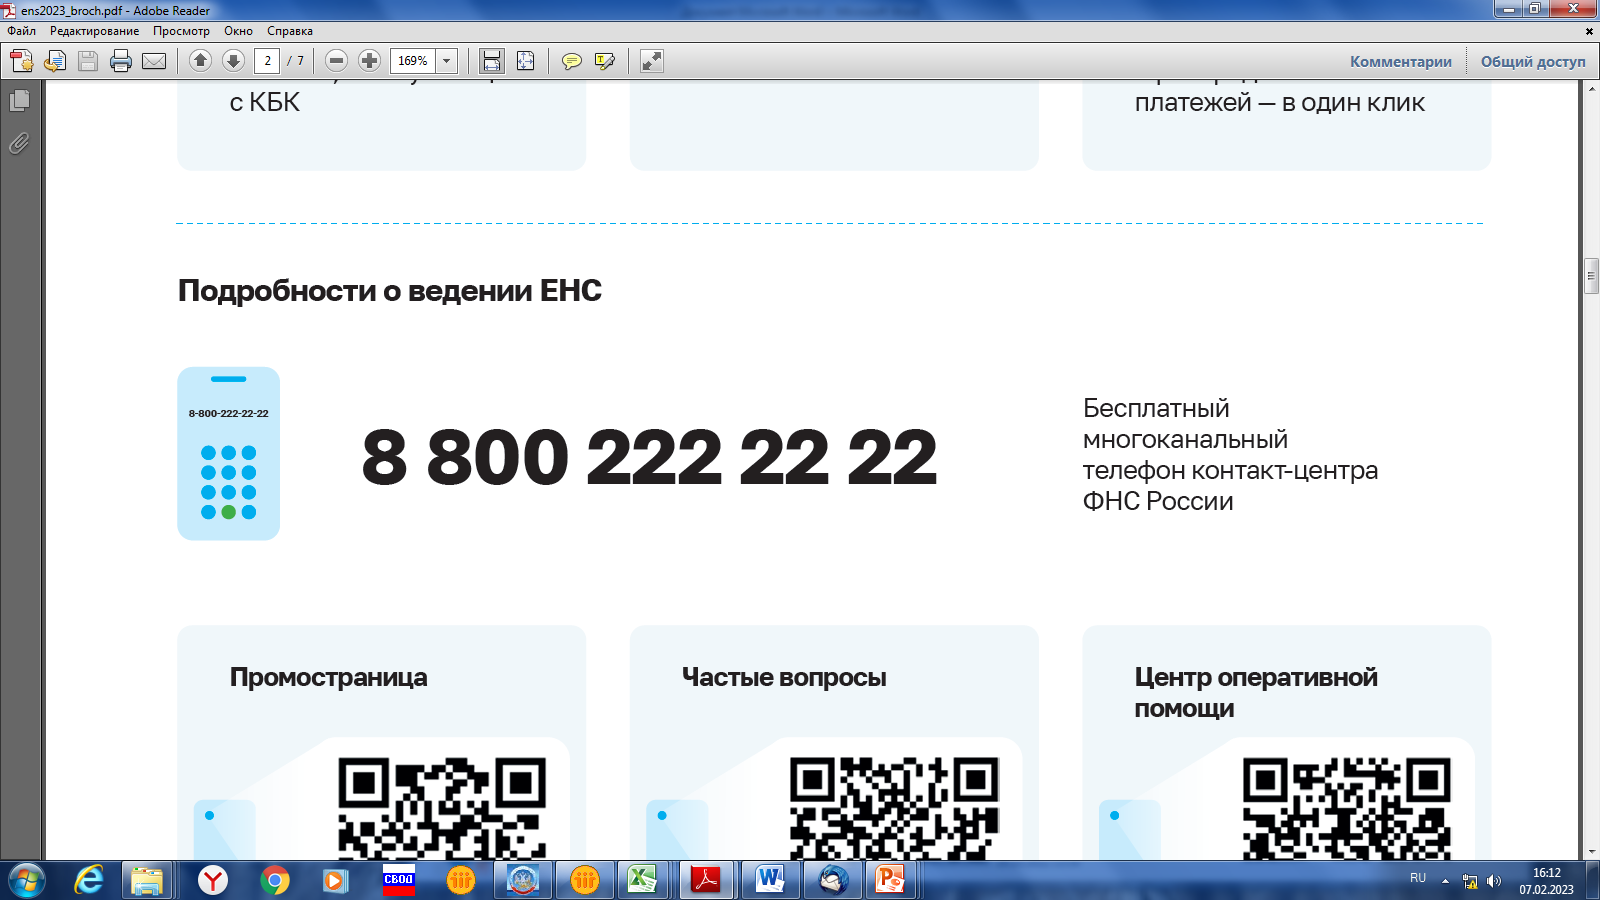 ens2023_broch.pdf - Adobe Reader
Файл Редактирование Просмотр Окно Справка
2 / 7 169% Комментарии Общий доступ
с КБК
платежей — в один клик
Подробности о ведении ЕНС
8-800-222-22-22
8 800 222 22 22
Бесплатный
многоканальный
телефон контакт-центра
ФНС России
Промостраница
Частые вопросы
Центр оперативной
помощи
СВОД
RU
16:12
07.02.2023